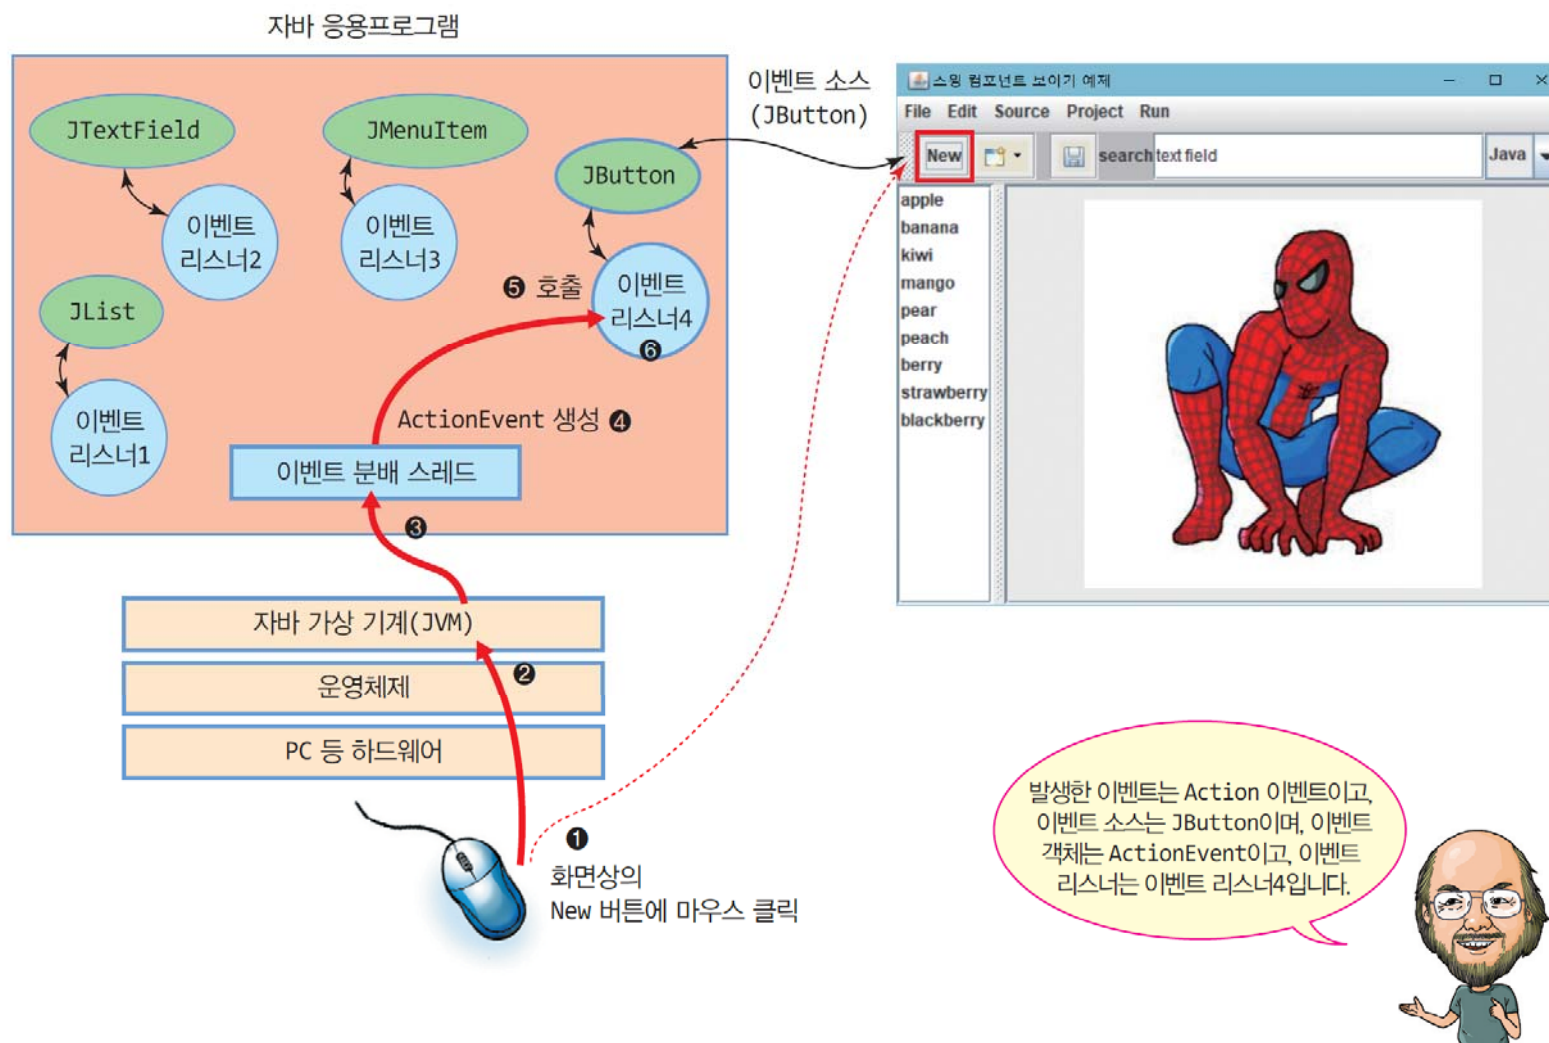 자바 응용프로그램
JTextField
이벤트
리스너2
JMenuItem
이벤트
리스너3
JButton
이벤트
리스너4
❻
❺ 호출
JList
이벤트
리스너1
ActionEvent 생성 ❹
이벤트 분배 스레드
❸
자바 가상 기계(JVM)
❷
운영체제
PC 등 하드웨어
❶
화면상의
New 버튼에 마우스 클릭
이벤트 소스
(JButton)
스윙 컴포넌트 보이기 예제
File Edit Source Project Run
New search text field Java
apple
banana
kiwi
mango
pear
peach
berry
strawberry
blackberry
발생한 이벤트는 Action 이벤트이고,
이벤트 소스는 JButton이며, 이벤트
객체는 ActionEvent이고, 이벤트
리스너는 이벤트 리스너4입니다.